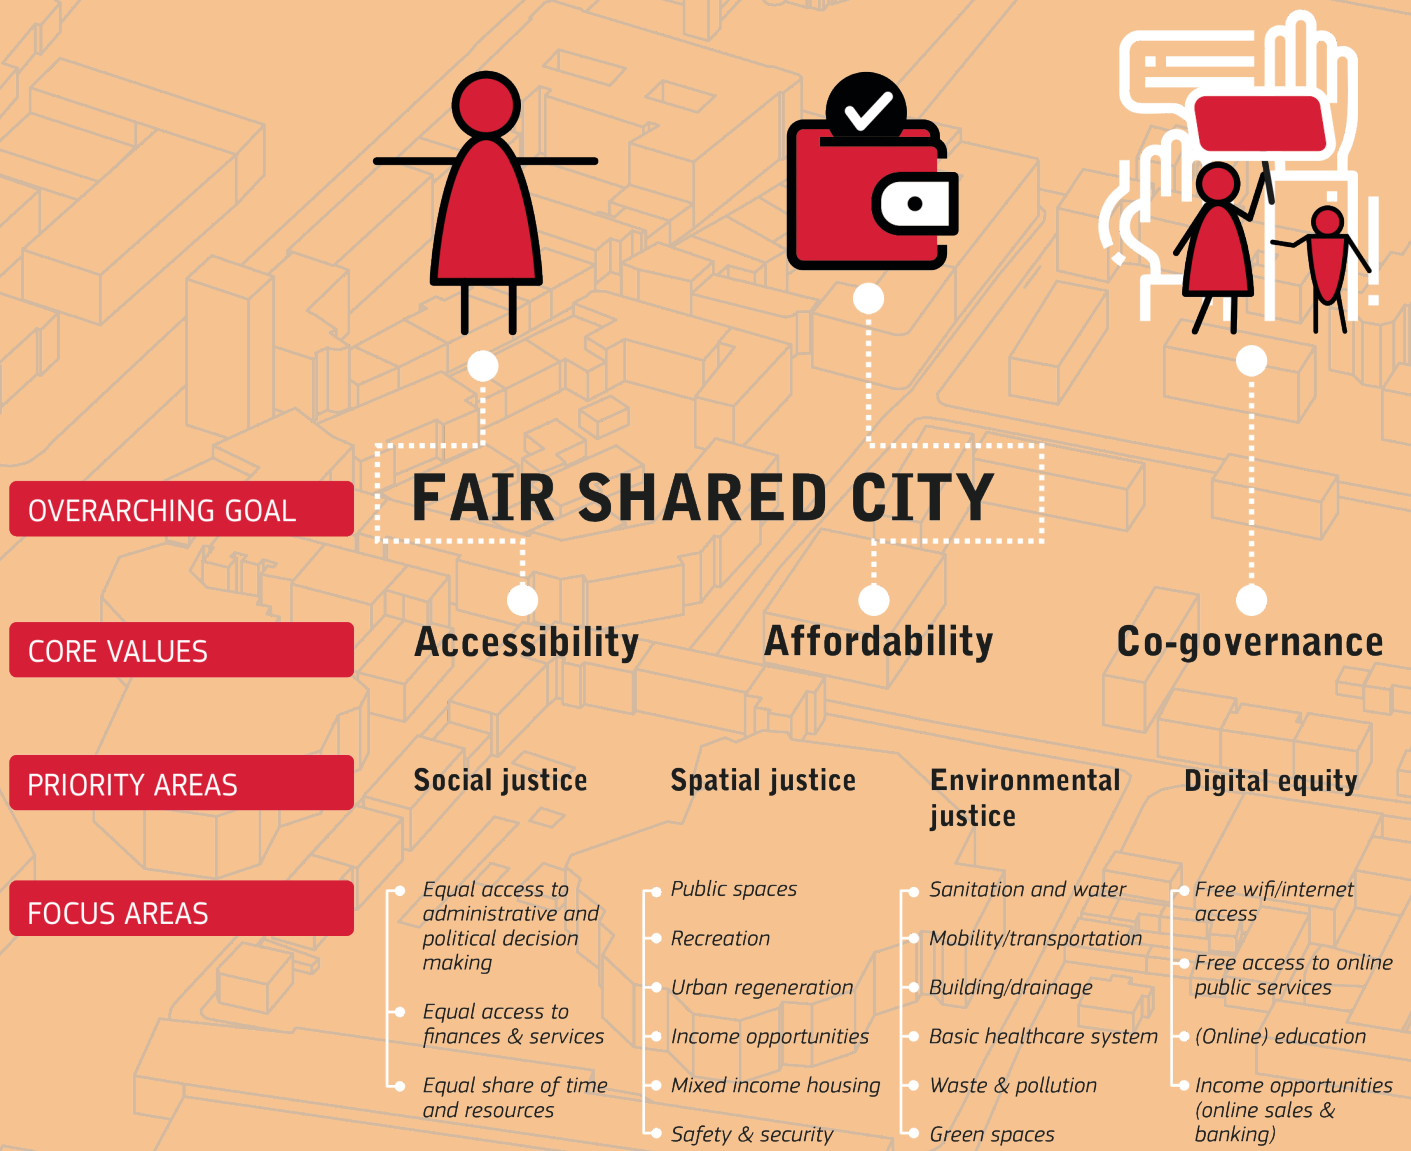 OVERARCHING GOAL
FAIR SHARED CITY
CORE VALUES
Accessibility
Affordability
Co-governance
PRIORITY AREAS
Social justice
Spatial justice
Environmental
justice
Digital equity
FOCUS AREAS
Equal access to
administrative and
political decision
making
Equal access to
finances & services
Equal share of time
and resources
Public spaces
Recreation
Urban regeneration
Income opportunities
Mixed income housing
Safety & security
Sanitation and water
Mobility/transportation
Building/drainage
Basic healthcare system
Waste & pollution
Green spaces
Free wifi/internet
access
Free access to online
public services
(Online) education
Income opportunities
(online sales &
banking)